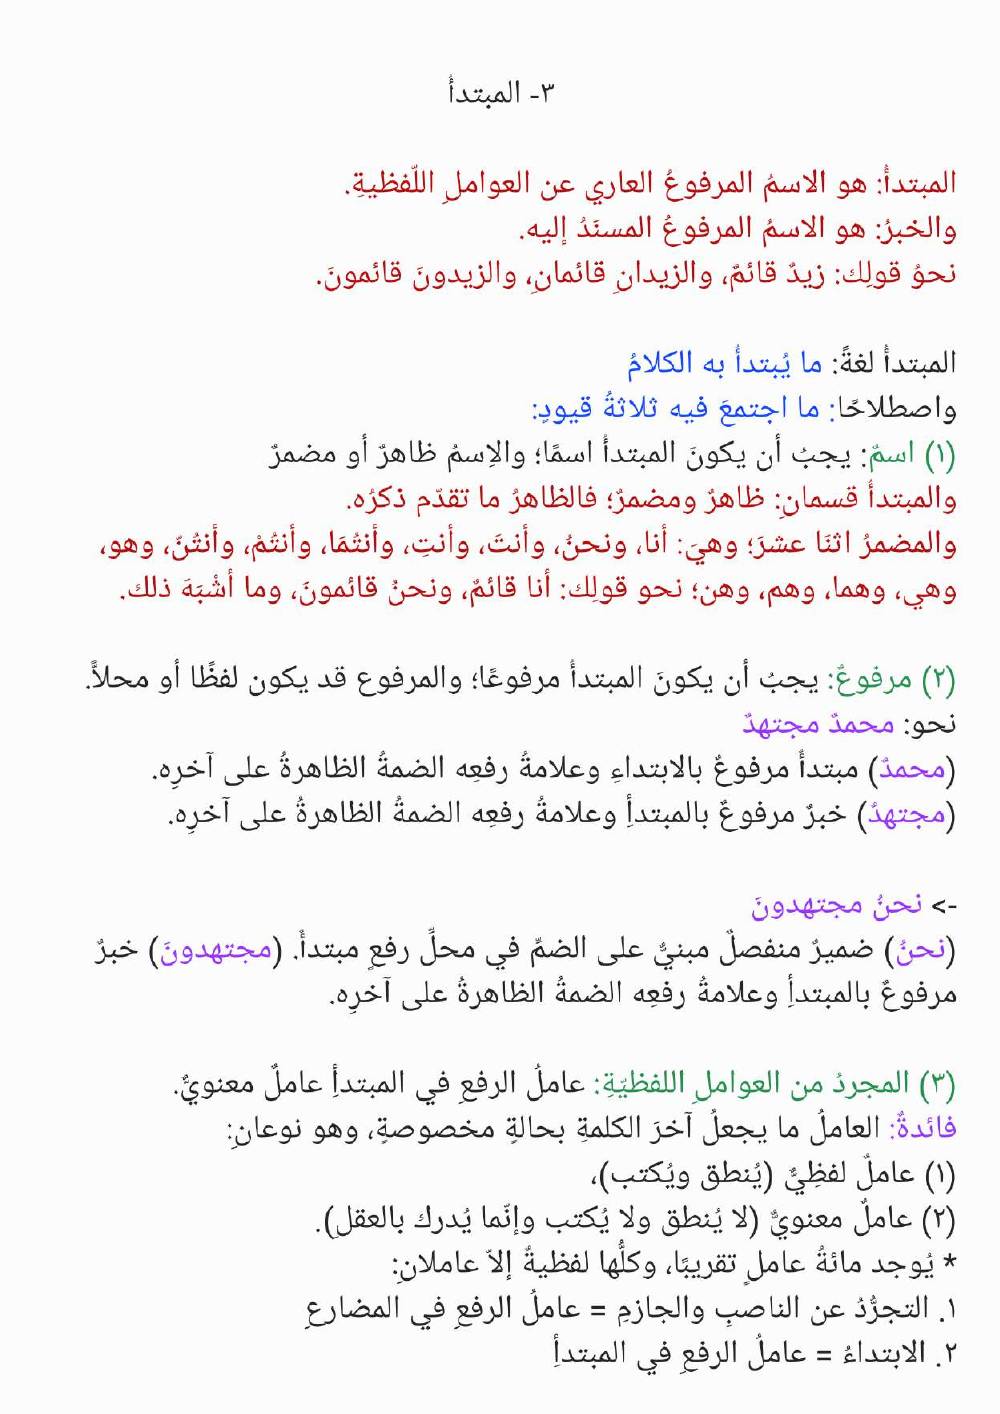 ٣- المبتدأُ
المبتدأُ: هو الاسمُ المرفوعُ العاري عن العواملِ اللّفظيةِ.
والخبرُ: هو الاسمُ المرفوعُ المسنَدُ إليه.
نحوُ قولِك: زيدٌ قائمٌ، والزيدانِ قائمانِ، والزيدونَ قائمونَ.
المبتدأُ لغةً: ما يُبتدأُ به الكلامُ
واصطلاحًا: ما اجتمعَ فيه ثلاثةُ قيودٍ:
(١) اسمٌ: يجبُ أن يكونَ المبتدأُ اسمًا؛ والاِسمُ ظاهرٌ أو مضمرٌ
والمبتدأُ قسمانِ: ظاهرٌ ومضمرٌ؛ فالظاهرُ ما تقدّم ذكرُه.
والمضمرُ اثنَا عشرَ؛ وهيَ: أنا، ونحنُ، وأنتَ، وأنتِ، وأنتُمَا، وأنتُمْ، وأنتُنّ، وهو،
وهي، وهما، وهم، وهن؛ نحو قولِك: أنا قائمٌ، ونحنُ قائمونَ، وما أشْبَهَ ذلك.
(٢) مرفوعٌ: يجبُ أن يكونَ المبتدأُ مرفوعًا؛ والمرفوع قد يكون لفظًا أو محلاًّ.
نحو: محمدٌ مجتهدٌ
(محمدٌ) مبتدأٌ مرفوعٌ بالابتداءِ وعلامةُ رفعِه الضمةُ الظاهرةُ على آخرِه.
(مجتهدٌ) خبرٌ مرفوعٌ بالمبتدأِ وعلامةُ رفعِه الضمةُ الظاهرةُ على آخرِه.
-> نحنُ مجتهدونَ
(نحنُ) ضميرٌ منفصلٌ مبنيٌّ على الضمِّ في محلِّ رفعٍ مبتدأٌ. (مجتهدونَ) خبرٌ
مرفوعٌ بالمبتدأِ وعلامةُ رفعِه الضمةُ الظاهرةُ على آخرِه.
(٣) المجردُ من العواملِ اللفظيّةِ: عاملُ الرفعِ في المبتدأِ عاملٌ معنويٌّ.
فائدةٌ: العاملُ ما يجعلُ آخرَ الكلمةِ بحالةٍ مخصوصةٍ، وهو نوعانِ:
(١) عاملٌ لفظِيٌّ (يُنطق ويُكتب)،
(٢) عاملٌ معنويٌّ (لا يُنطق ولا يُكتب وإنّما يُدرك بالعقلِ).
* يُوجد مائةُ عاملٍ تقريبًا، وكلُّها لفظيةٌ إلاّ عاملانِ:
١. التجرُّدُ عن الناصبِ والجازمِ = عاملُ الرفعِ في المضارعِ
٢. الابتداءُ = عاملُ الرفعِ في المبتدأِ